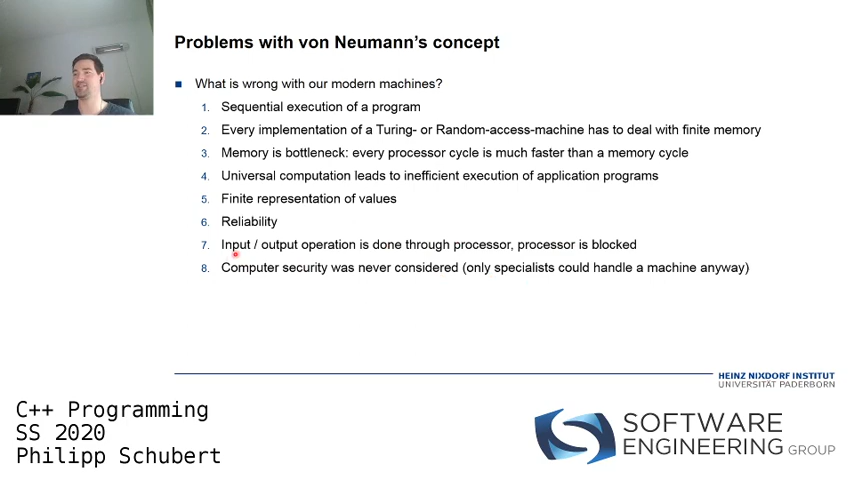 Problems with von Neumann's concept
What is wrong with our modern machines?
1. Sequential execution of a program
2. Every implementation of a Turing- or Random-access-machine has to deal with finite memory
3. Memory is bottleneck: every processor cycle is much faster than a memory cycle
4. Universal computation leads to inefficient execution of application programs
5. Finite representation of values
6. Reliability
7. Input / output operation is done through processor, processor is blocked
8. Computer security was never considered (only specialists could handle a machine anyway)
HEINZ NIXDORF INSTITUT
UNIVERSITÄT PADERBORN
C++ Programming
SS 2020
Philipp Schubert
SOFTWARE
ENGINEERING GROUP